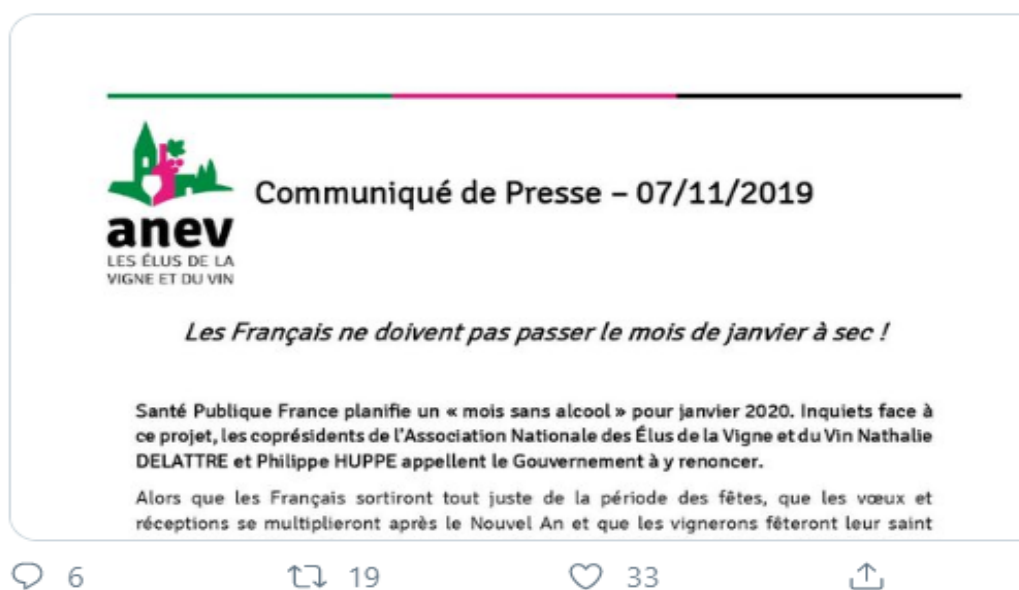 anev
LES ÉLUS DE LA
VIGNE ET DU VIN
Communiqué de Presse – 07/11/2019
Les Français ne doivent pas passer le mois de janvier à sec !
Santé Publique France planifie un « mois sans alcool » pour janvier 2020. Inquiets face à
ce projet, les coprésidents de l'Association Nationale des Élus de la Vigne et du Vin Nathalie
DELATTRE et Philippe HUPPE appellent le Gouvernement à y renoncer.
Alors que les Français sortiront tout juste de la période des fêtes, que les vœux et
réceptions se multiplieront après le Nouvel An et que les vignerons fêteront leur saint
6 19 33